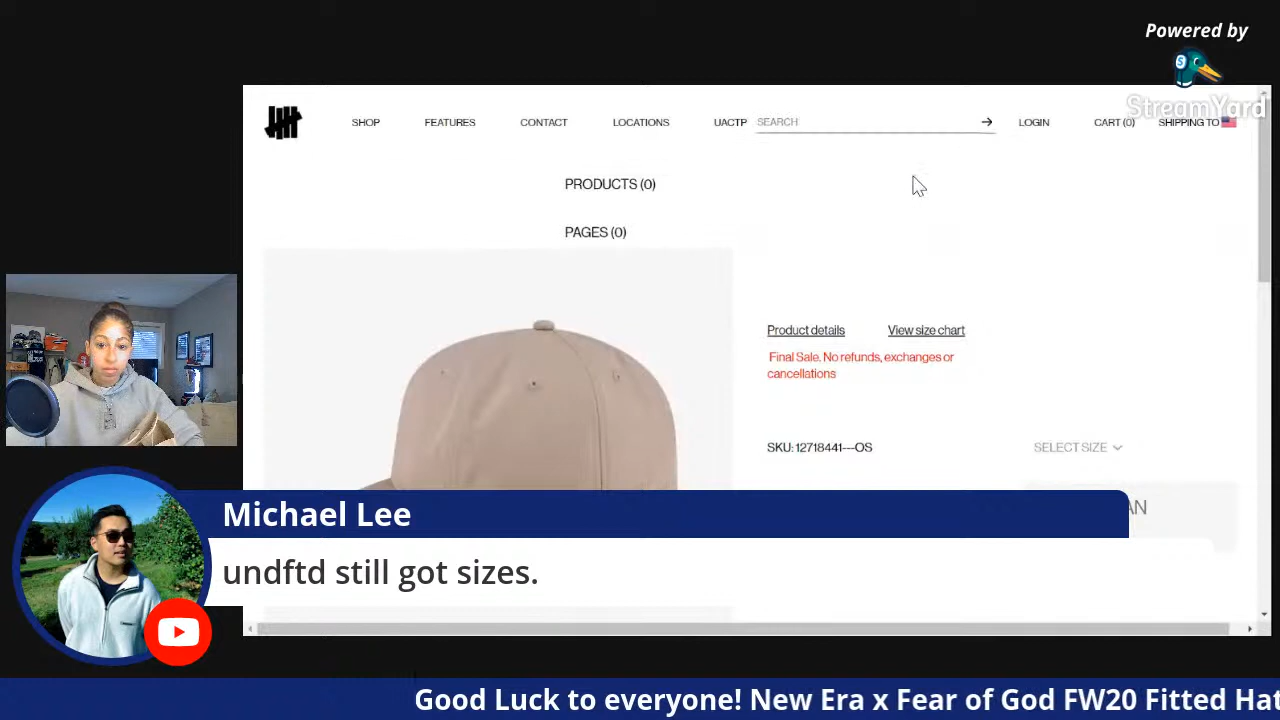 Powered by
StreamYard
SHOP
FEATURES
CONTACT
LOCATIONS
UACTP
SEARCH
LOGIN
CART (0)
SHIPPING TO
PRODUCTS (0)
PAGES (0)
Product details
View size chart
Final Sale. No refunds, exchanges or
cancellations
SKU: 12718441---OS
SELECT SIZE
AN
Michael Lee
undftd still got sizes.
Good Luck to everyone! New Era x Fear of God FW20 Fitted Hat